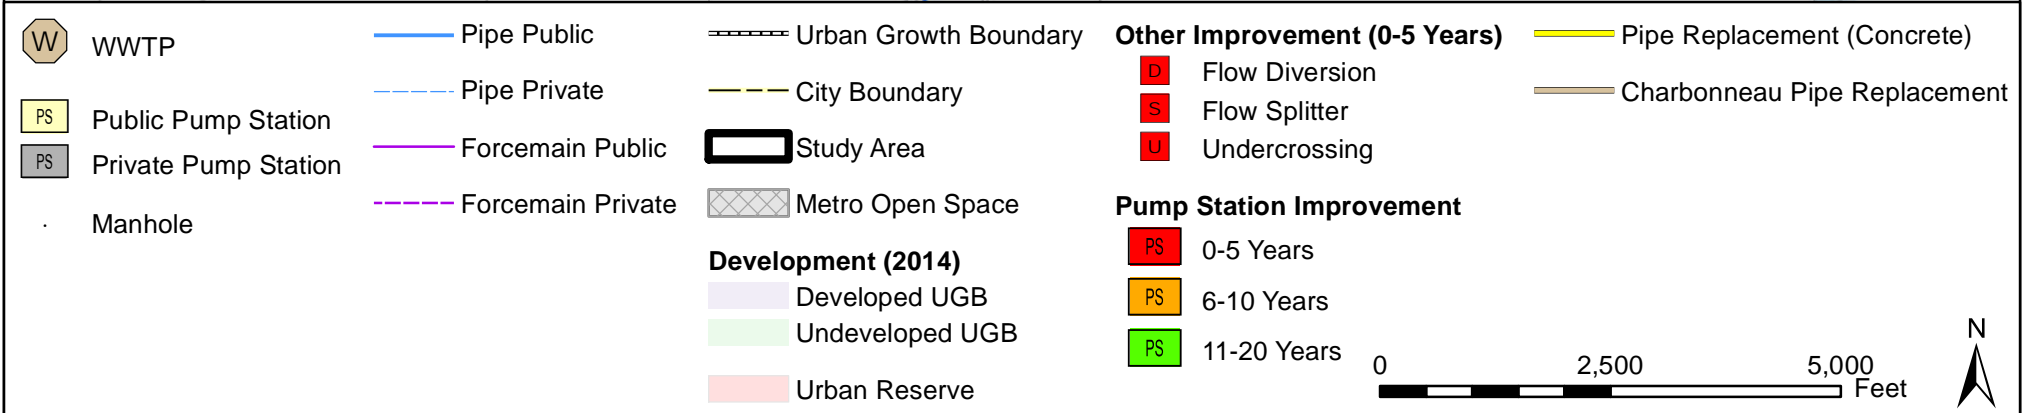 W WWTP
PS Public Pump Station
PS Private Pump Station
Manhole
Pipe Public
Pipe Private
Forcemain Public
Forcemain Private
Urban Growth Boundary
City Boundary
Study Area
Metro Open Space
Development (2014)
Developed UGB
Undeveloped UGB
Urban Reserve
Other Improvement (0-5 Years)
D Flow Diversion
S Flow Splitter
U Undercrossing
Pump Station Improvement
PS 0-5 Years
PS 6-10 Years
PS 11-20 Years
Pipe Replacement (Concrete)
Charbonneau Pipe Replacement
0 2,500 5,000
Feet
N